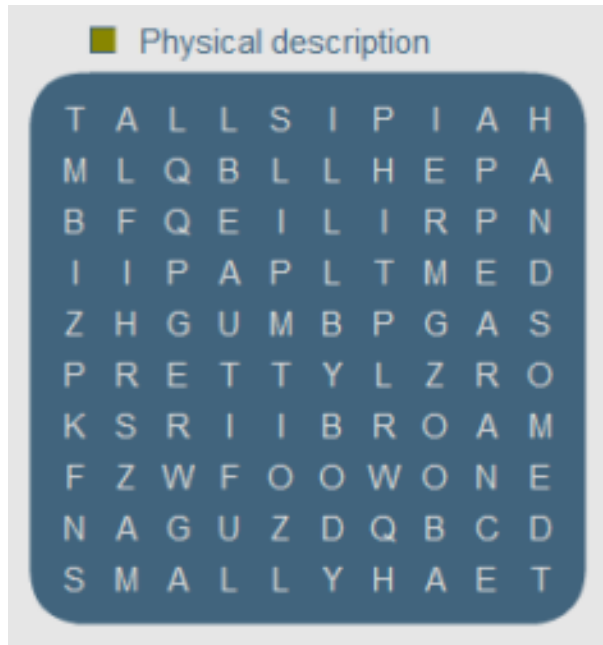 Physical description
T A L L S I P I A H
M L Q B L L H E P A
B F Q E I L I R P N
I I P A P L T M E D
Z H G U M B P G A S
P R E T T Y L Z R O
K S R I I B R O A M
F Z W F O O W O N E
N A G U Z D Q B C D
S M A L L Y H A E T